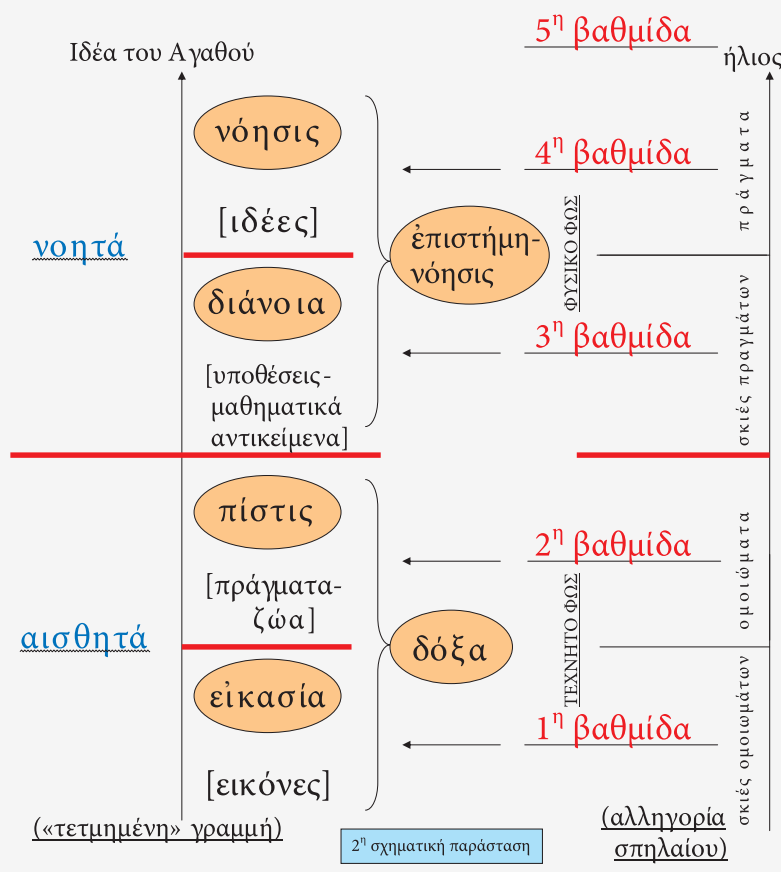 5η βαθμίδα
Ιδέα του Αγαθού
ήλιος
νόησις
4η βαθμίδα
πράγματα
[ιδέες]
νοητά
ἐπιστήμη-
νόησις
ΦΥΣΙΚΟ ΦΩΣ
διάνοια
3η βαθμίδα
σκιές πραγμάτων
[υποθέσεις-
μαθηματικά
αντικείμενα]
πίστις
2η βαθμίδα
ομοιώματα
[πράγματα-
ζώα]
αισθητά
δόξα
ΤΕΧΝΗΤΟ ΦΩΣ
εἰκασία
1η βαθμίδα
σκιές ομοιωμάτων
[εικόνες]
(«τετμημένη» γραμμή)
(αλληγορία
σπηλαίου)
2η σχηματική παράσταση